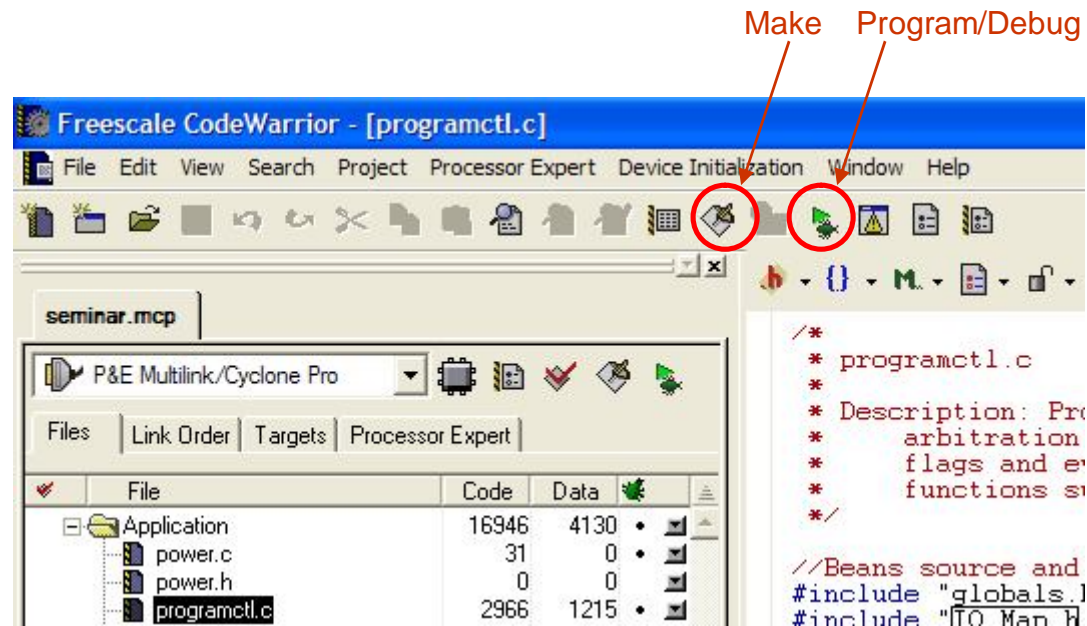 Make Program/Debug
Freescale CodeWarrior - [programctl.c]
File Edit View Search Project Processor Expert Device Initialization Window Help
seminar.mcp
P&E Multilink/Cyclone Pro
Files Link Order Targets Processor Expert
File Code Data
Application 16946 4130
power.c 31 0
power.h 0 0
programctl.c 2966 1215
.h {} M.
/*
* programctl.c
*
* Description: Pro
* arbitration
* flags and ev
* functions su
*/
//Beans source and
#include "globals.h
#include "IO_Map.h